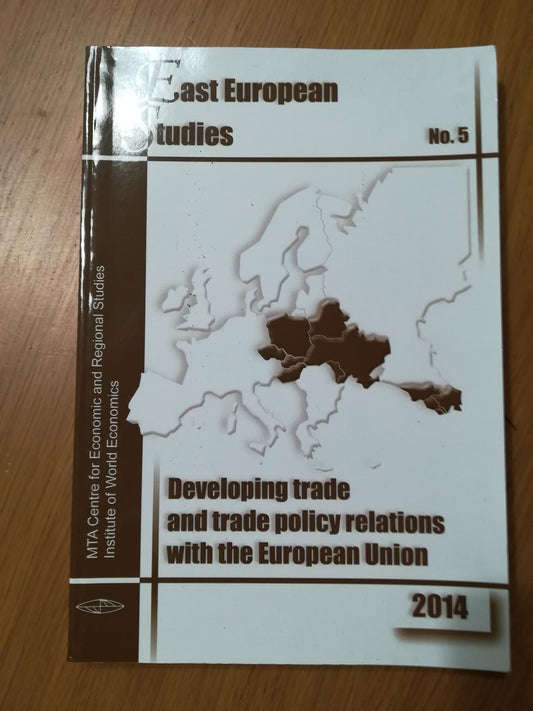 East European
Studies
No. 5
MTA Centre for Economic and Regional Studies
Institute of World Economics
Developing trade
and trade policy relations
with the European Union
2014